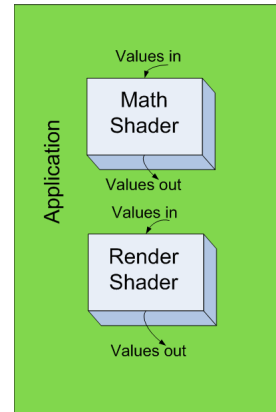 Values in
Math
Shader
Values out
Application
Values in
Render
Shader
Values out